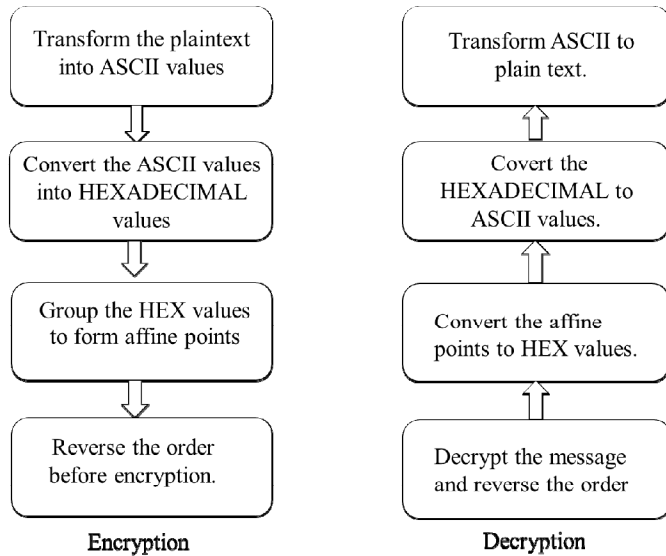 Transform the plaintext
into ASCII values
Convert the ASCII values
into HEXADECIMAL
values
Group the HEX values
to form affine points
Reverse the order
before encryption.
Encryption
Transform ASCII to
plain text.
Covert the
HEXADECIMAL to
ASCII values.
Convert the affine
points to HEX values.
Decrypt the message
and reverse the order
Decryption